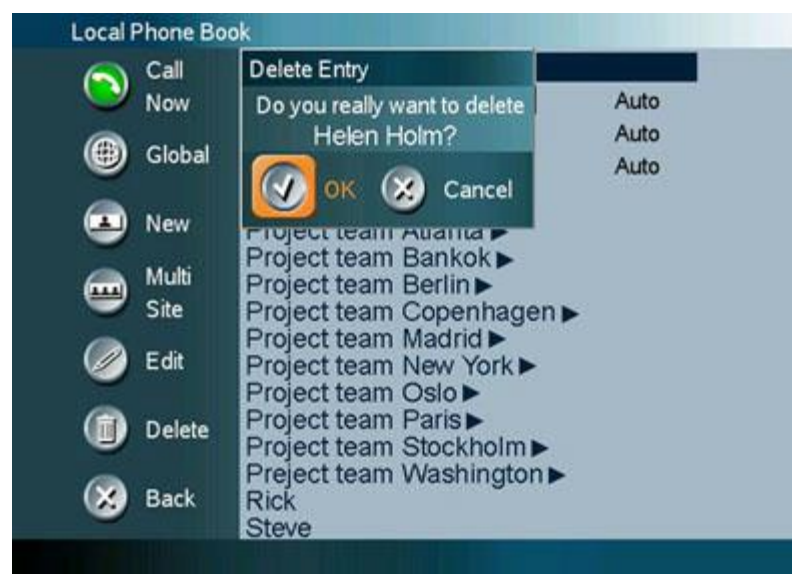 Local Phone Book
Call
Now
Global
New
Multi
Site
Edit
Delete
Back
Delete Entry
Do you really want to delete
Helen Holm?
OK
Cancel
Auto
Auto
Auto
Project team Atlanta ►
Project team Bankok ►
Project team Berlin ►
Project team Copenhagen ►
Project team Madrid ►
Project team New York ►
Project team Oslo ►
Project team Paris ►
Project team Stockholm ►
Preject team Washington ►
Rick
Steve